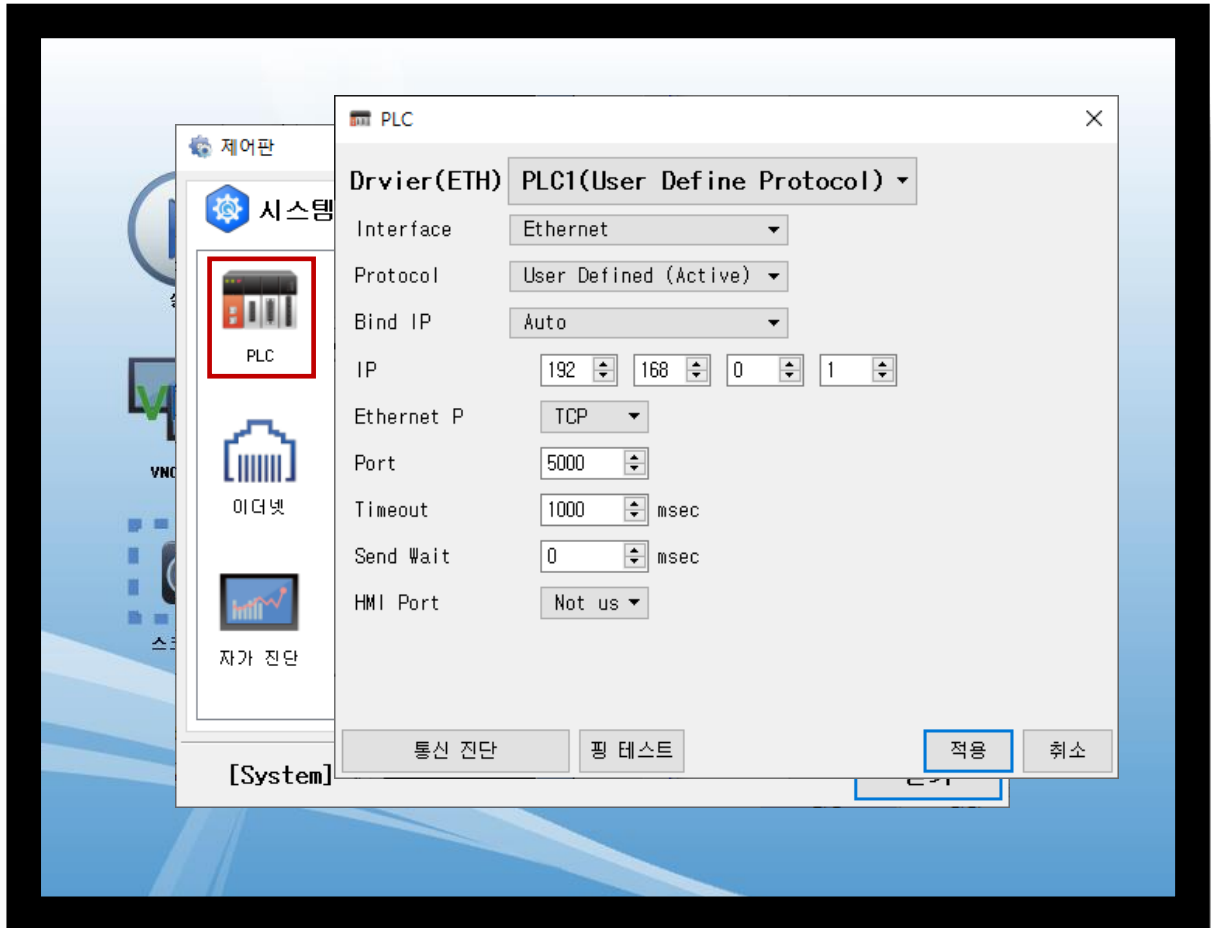 PLC
제어판
Drvier(ETH) PLC1(User Define Protocol)
시스템
Interface Ethernet
Protocol User Defined (Active)
Bind IP Auto
PLC
IP 192 168 0 1
Ethernet P TCP
Port 5000
VNC
이더넷
Timeout 1000 msec
Send Wait 0 msec
HMI Port Not us
자가 진단
통신 진단 핑 테스트 적용 취소
[System]